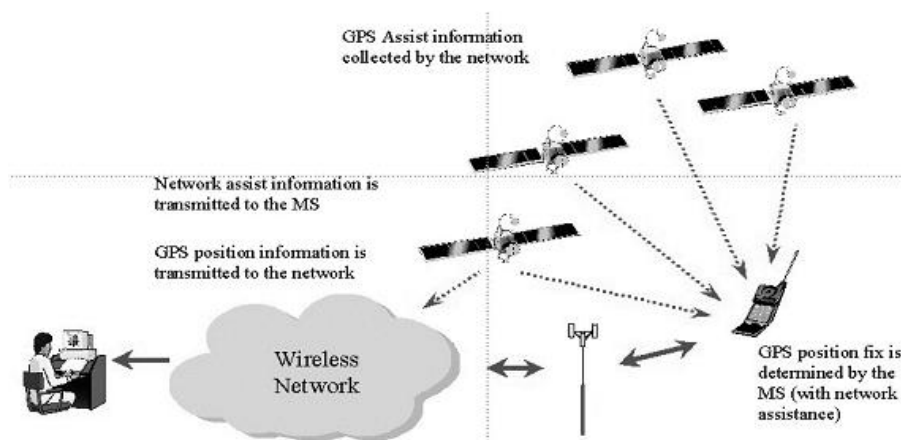 GPS Assist information
collected by the network
Network assist information is
transmitted to the MS
GPS position information is
transmitted to the network
Wireless
Network
GPS position fix is
determined by the
MS (with network
assistance)